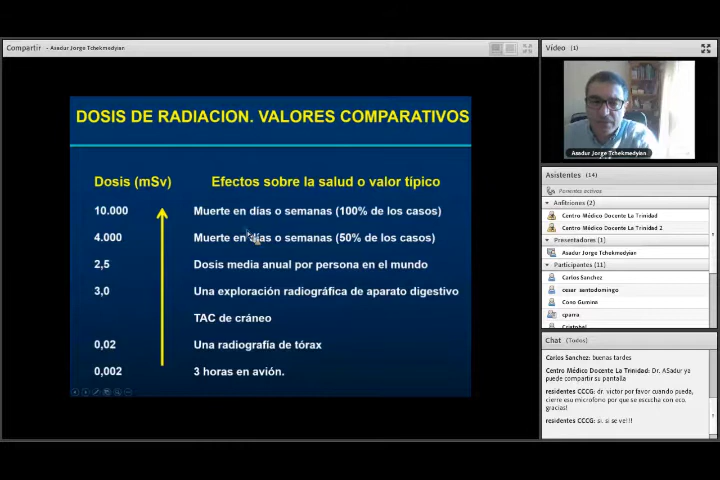 Compartir - Asadur Jorge Tchekmedyian
DOSIS DE RADIACION. VALORES COMPARATIVOS
Dosis (mSv) Efectos sobre la salud o valor típico
10.000 Muerte en días o semanas (100% de los casos)
4.000 Muerte en días o semanas (50% de los casos)
2,5 Dosis media anual por persona en el mundo
3,0 Una exploración radiográfica de aparato digestivo
TAC de cráneo
0,02 Una radiografía de tórax
0,002 3 horas en avión.
Video (1)
Asadur Jorge Tchekmedyian
Asistentes (14)
Ponentes activos
Anfitriones (2)
Centro Médico Docente La Trinidad
Centro Médico Docente La Trinidad 2
Presentadores (1)
Asadur Jorge Tchekmedyian
Participantes (11)
Carlos Sanchez
cesar santodomingo
Cono Gumina
cparra
Cristobal
Chat (Todos)
Carlos Sanchez: buenas tardes
Centro Médico Docente La Trinidad: Dr. ASadur ya
puede compartir su pantalla
residentes CCCG: dr. victor por favor cuando pueda,
cierre ese microfono por que se escucha con eco.
gracias!
residentes CCCG: si. si se ve!!!